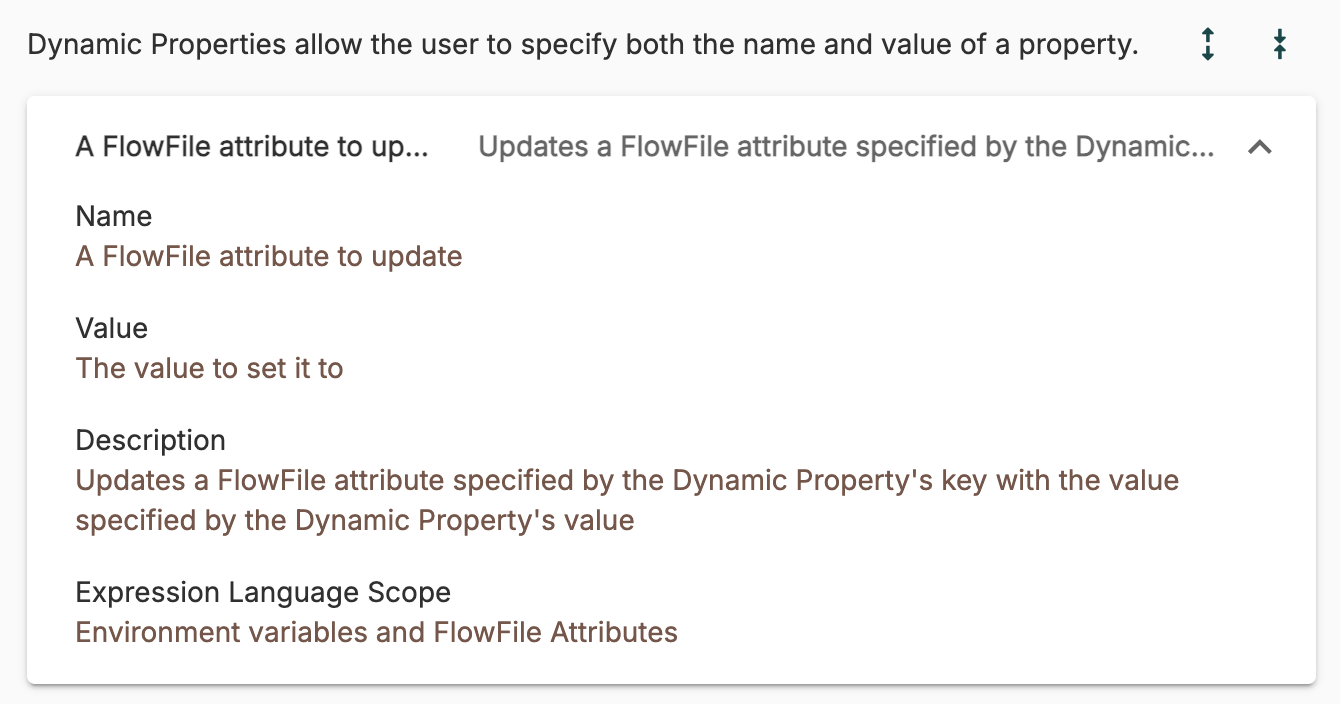 Dynamic Properties allow the user to specify both the name and value of a property.
A FlowFile attribute to up... Updates a FlowFile attribute specified by the Dynamic...
Name
A FlowFile attribute to update
Value
The value to set it to
Description
Updates a FlowFile attribute specified by the Dynamic Property's key with the value
specified by the Dynamic Property's value
Expression Language Scope
Environment variables and FlowFile Attributes